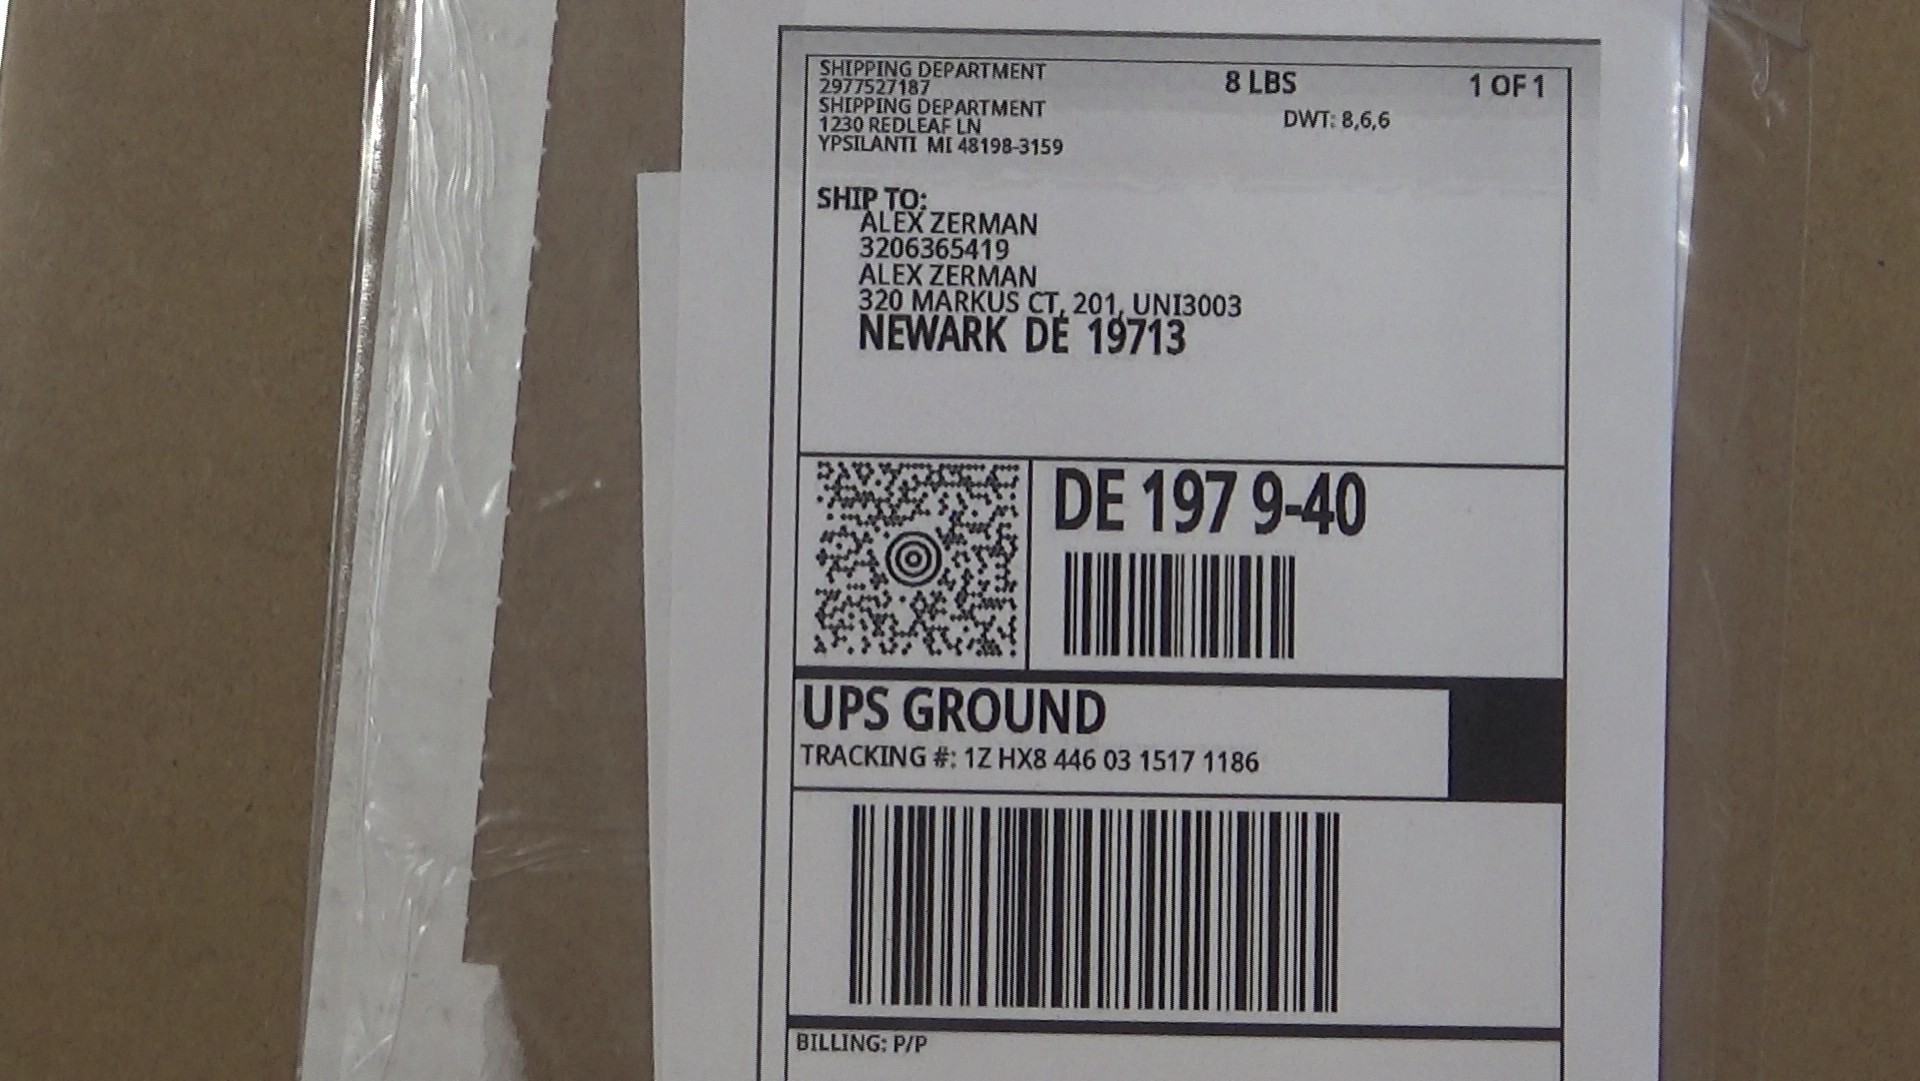 SHIPPING DEPARTMENT
2977527187
SHIPPING DEPARTMENT
1230 REDLEAF LN
YPSILANTI MI 48198-3159
8 LBS
1 OF 1
DWT: 8,6,6
SHIP TO:
ALEX ZERMAN
3206365419
ALEX ZERMAN
320 MARKUS CT, 201, UNI3003
NEWARK DE 19713
DE 197 9-40
UPS GROUND
TRACKING #: 1Z HX8 446 03 1517 1186
BILLING: P/P